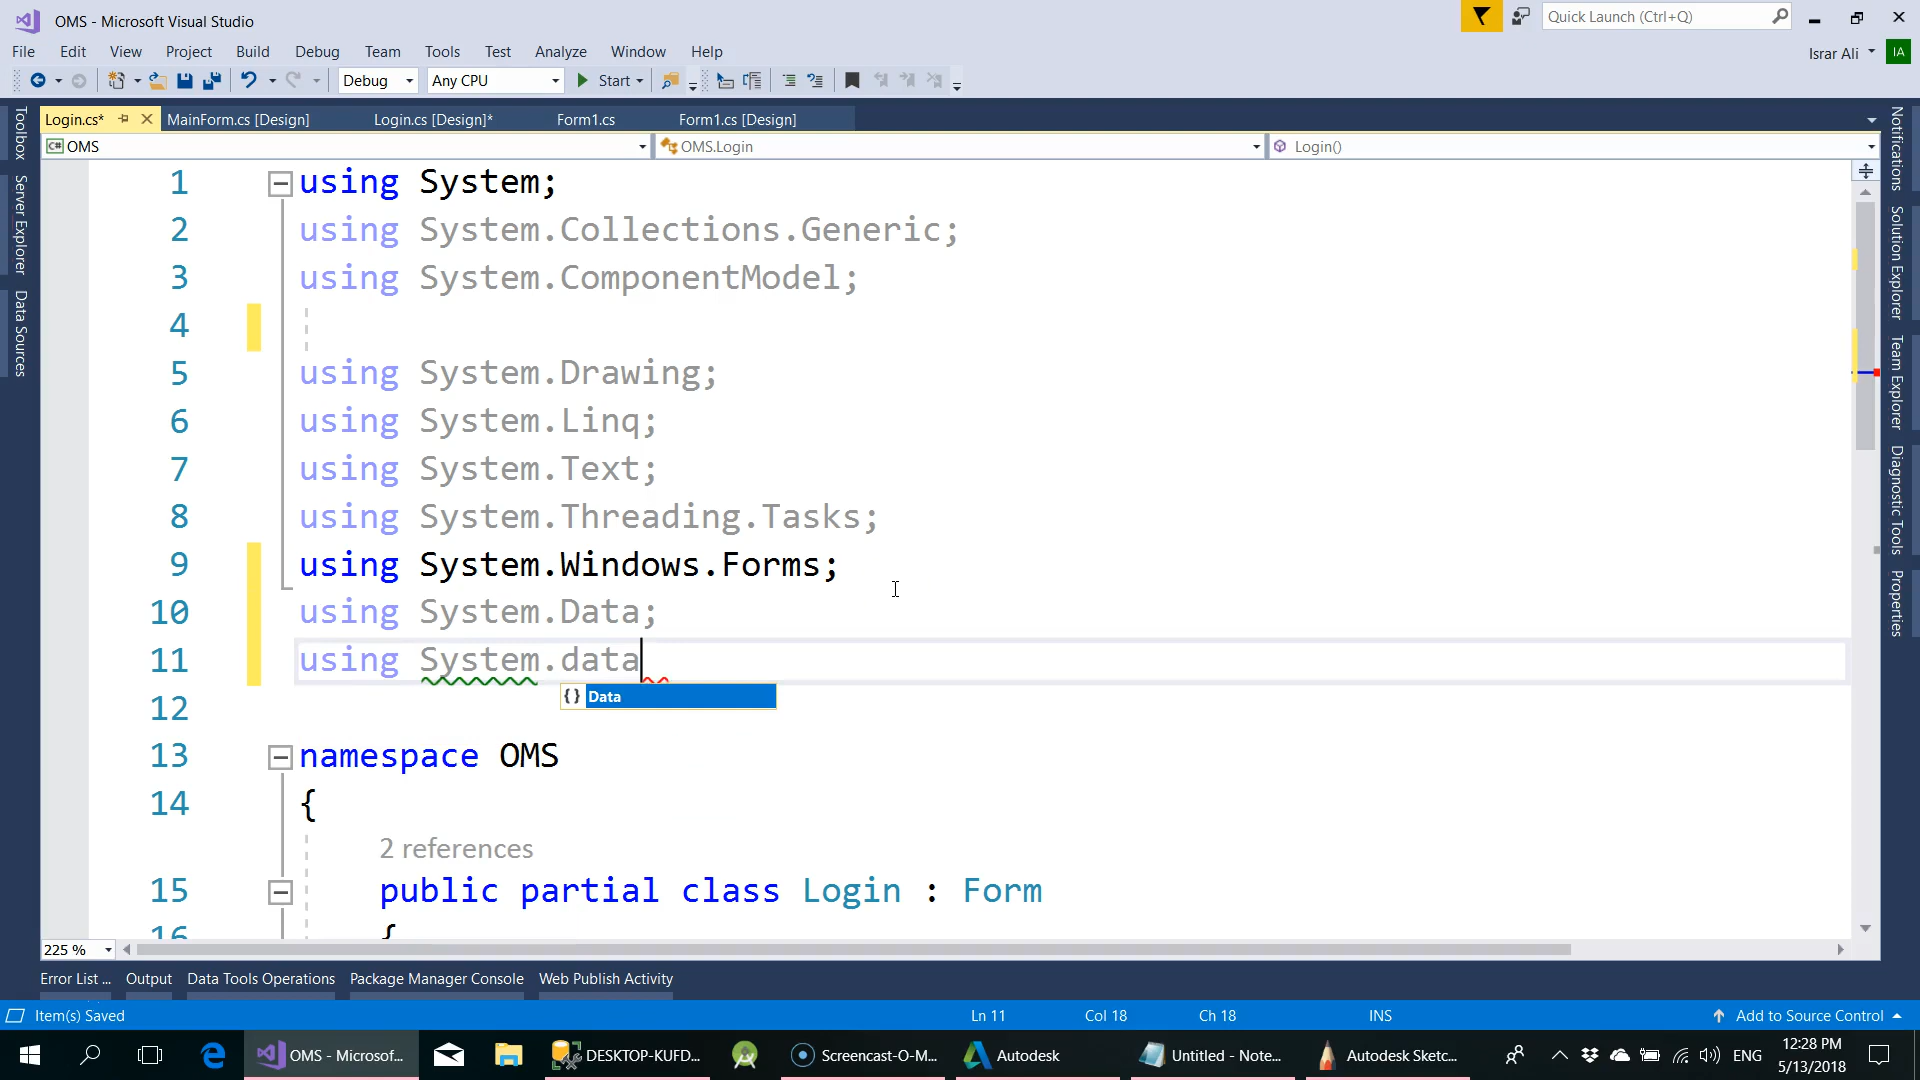 OMS - Microsoft Visual Studio
Quick Launch (Ctrl+Q)
File Edit View Project Build Debug Team Tools Test Analyze Window Help
Israr Ali IA
Debug Any CPU Start
Login.cs* MainForm.cs [Design] Login.cs [Design]* Form1.cs Form1.cs [Design]
C# OMS OMS.Login Login()
Toolbox
Server Explorer
Data Sources
1 using System;
2 using System.Collections.Generic;
3 using System.ComponentModel;
4
5 using System.Drawing;
6 using System.Linq;
7 using System.Text;
8 using System.Threading.Tasks;
9 using System.Windows.Forms;
10 using System.Data;
11 using System.data
{} Data
12
13 namespace OMS
14 {
2 references
15 public partial class Login : Form
16 {
Notifications
Solution Explorer
Team Explorer
Diagnostic Tools
Properties
225 %
Error List ... Output Data Tools Operations Package Manager Console Web Publish Activity
Item(s) Saved Ln 11 Col 18 Ch 18 INS Add to Source Control
OMS - Microsof... DESKTOP-KUFD... Screencast-O-M... Autodesk Untitled - Note... Autodesk Sketc... ENG 12:28 PM
5/13/2018